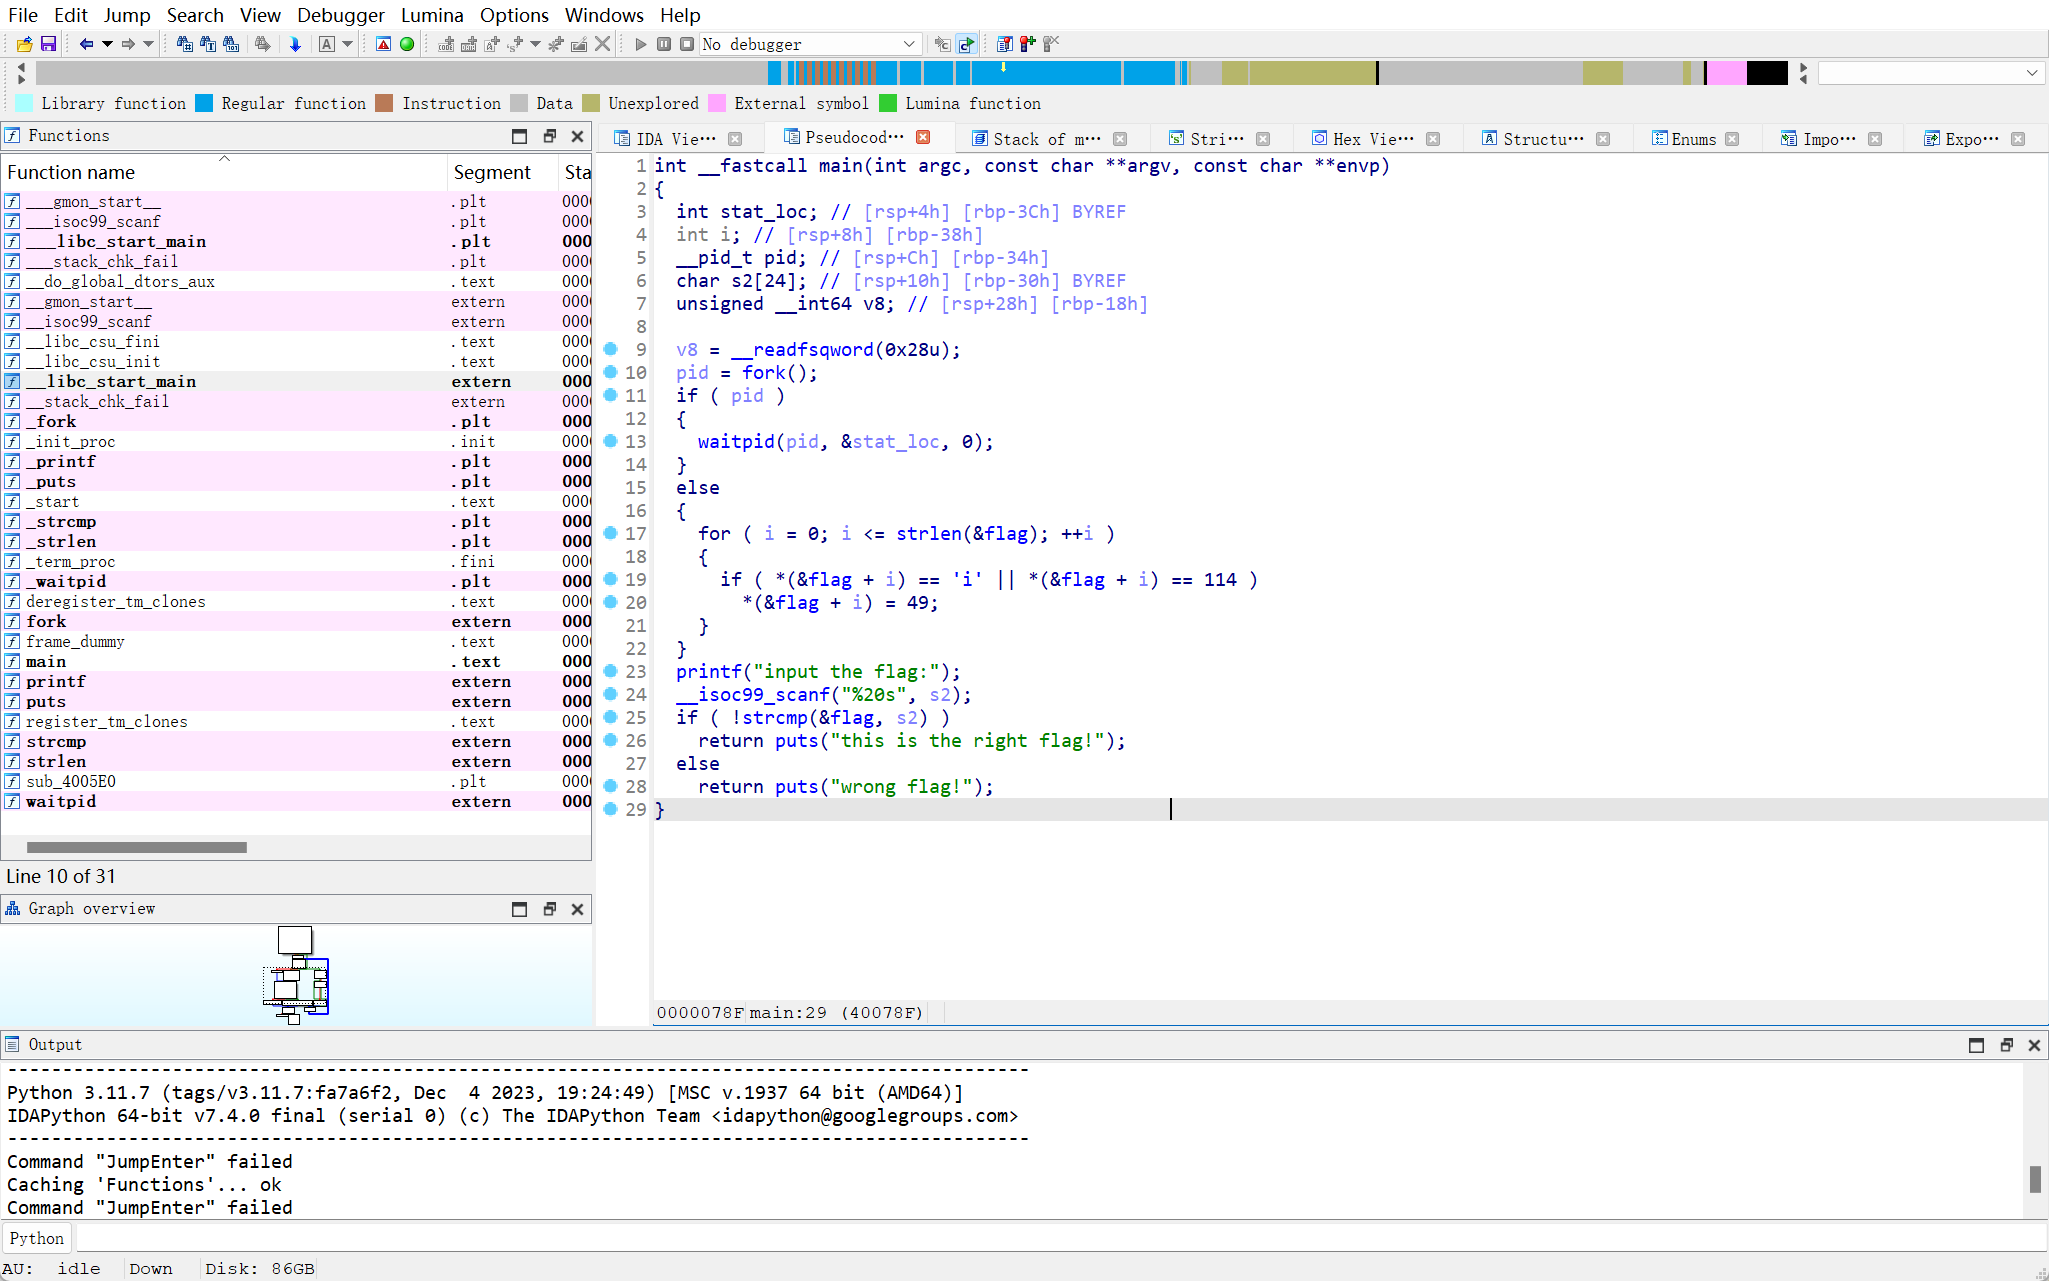 File Edit Jump Search View Debugger Lumina Options Windows Help
No debugger
Library function Regular function Instruction Data Unexplored External symbol Lumina function
Functions
Function name Segment Sta
___gmon_start__ .plt 000
___isoc99_scanf .plt 000
___libc_start_main .plt 000
___stack_chk_fail .plt 000
__do_global_dtors_aux .text 000
__gmon_start__ extern 000
__isoc99_scanf extern 000
__libc_csu_fini .text 000
__libc_csu_init .text 000
__libc_start_main extern 000
__stack_chk_fail extern 000
_fork .plt 000
_init_proc .init 000
_printf .plt 000
_puts .plt 000
_start .text 000
_strcmp .plt 000
_strlen .plt 000
_term_proc .fini 000
_waitpid .plt 000
deregister_tm_clones .text 000
fork extern 000
frame_dummy .text 000
main .text 000
printf extern 000
puts extern 000
register_tm_clones .text 000
strcmp extern 000
strlen extern 000
sub_4005E0 .plt 000
waitpid extern 000
Line 10 of 31
Graph overview
IDA Vie··· Pseudocod··· Stack of m··· Stri··· Hex Vie··· Structu··· Enums Impo··· Expo···
1 int __fastcall main(int argc, const char **argv, const char **envp)
2 {
3 int stat_loc; // [rsp+4h] [rbp-3Ch] BYREF
4 int i; // [rsp+8h] [rbp-38h]
5 __pid_t pid; // [rsp+Ch] [rbp-34h]
6 char s2[24]; // [rsp+10h] [rbp-30h] BYREF
7 unsigned __int64 v8; // [rsp+28h] [rbp-18h]
8
9 v8 = __readfsqword(0x28u);
10 pid = fork();
11 if ( pid )
12 {
13 waitpid(pid, &stat_loc, 0);
14 }
15 else
16 {
17 for ( i = 0; i <= strlen(&flag); ++i )
18 {
19 if ( *(&flag + i) == 'i' || *(&flag + i) == 114 )
20 *(&flag + i) = 49;
21 }
22 }
23 printf("input the flag:");
24 __isoc99_scanf("%20s", s2);
25 if ( !strcmp(&flag, s2) )
26 return puts("this is the right flag!");
27 else
28 return puts("wrong flag!");
29 }
0000078F main:29 (40078F)
Output
---------------------------------------------------------------------------------------------
Python 3.11.7 (tags/v3.11.7:fa7a6f2, Dec  4 2023, 19:24:49) [MSC v.1937 64 bit (AMD64)]
IDAPython 64-bit v7.4.0 final (serial 0) (c) The IDAPython Team <idapython@googlegroups.com>
---------------------------------------------------------------------------------------------
Command "JumpEnter" failed
Caching 'Functions'... ok
Command "JumpEnter" failed
Python
AU: idle Down Disk: 86GB